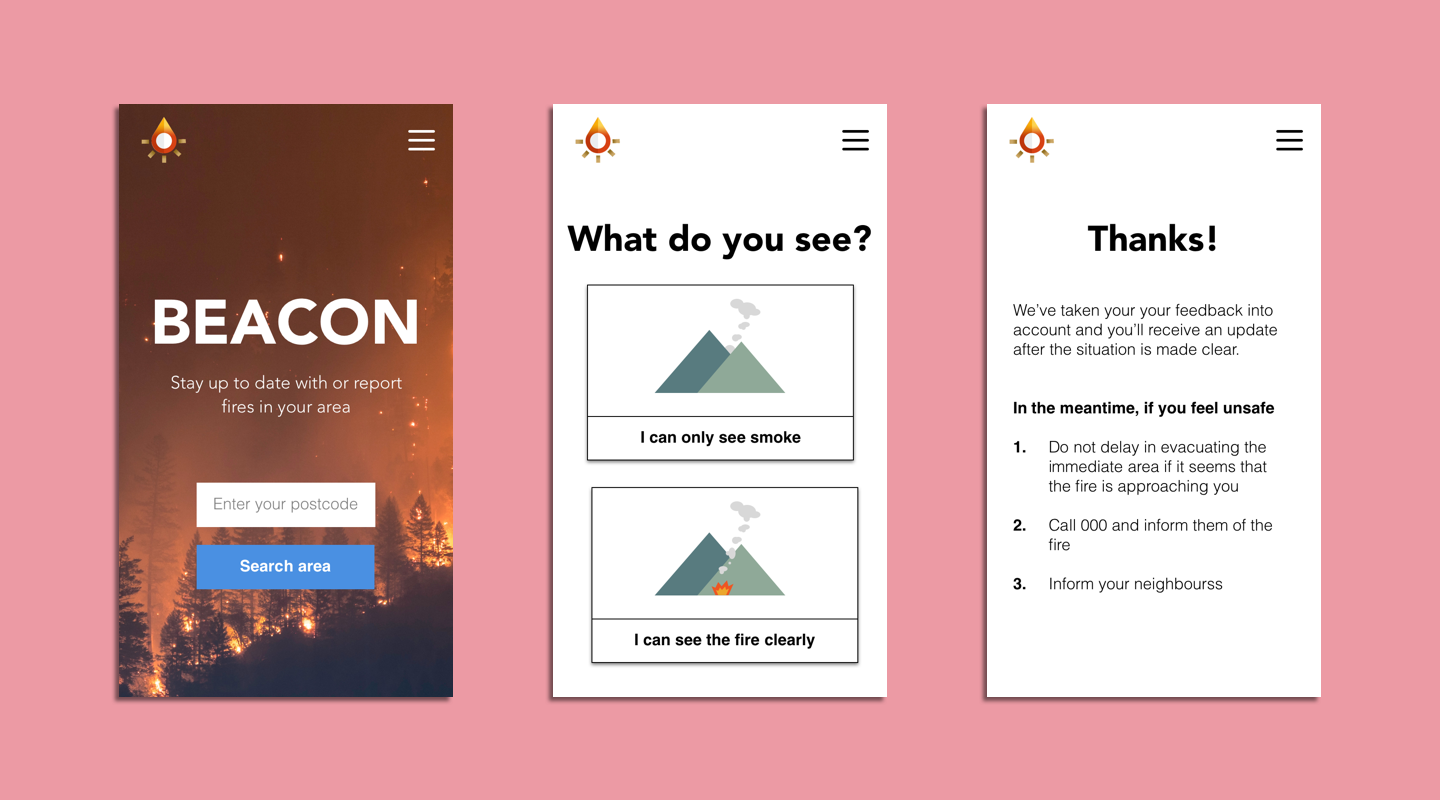 BEACON
Stay up to date with or report
fires in your area
Enter your postcode
Search area
What do you see?
I can only see smoke
I can see the fire clearly
Thanks!
We’ve taken your your feedback into
account and you’ll receive an update
after the situation is made clear.
In the meantime, if you feel unsafe
1. Do not delay in evacuating the
immediate area if it seems that
the fire is approaching you
2. Call 000 and inform them of the
fire
3. Inform your neighbourss